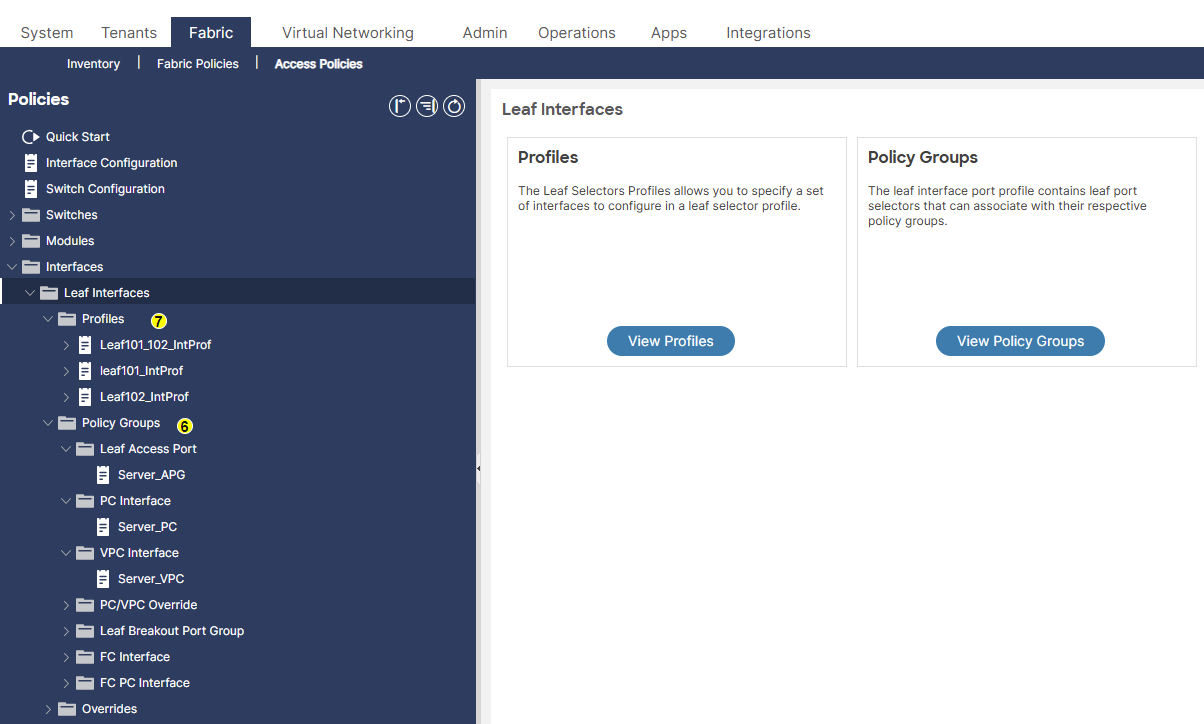 System Tenants Fabric Virtual Networking Admin Operations Apps Integrations
Inventory | Fabric Policies | Access Policies
Policies
Quick Start
Interface Configuration
Switch Configuration
Switches
Modules
Interfaces
Leaf Interfaces
Profiles 7
Leaf101_102_IntProf
leaf101_IntProf
Leaf102_IntProf
Policy Groups 6
Leaf Access Port
Server_APG
PC Interface
Server_PC
VPC Interface
Server_VPC
PC/VPC Override
Leaf Breakout Port Group
FC Interface
FC PC Interface
Overrides
Leaf Interfaces
Profiles
The Leaf Selectors Profiles allows you to specify a set
of interfaces to configure in a leaf selector profile.
View Profiles
Policy Groups
The leaf interface port profile contains leaf port
selectors that can associate with their respective
policy groups.
View Policy Groups